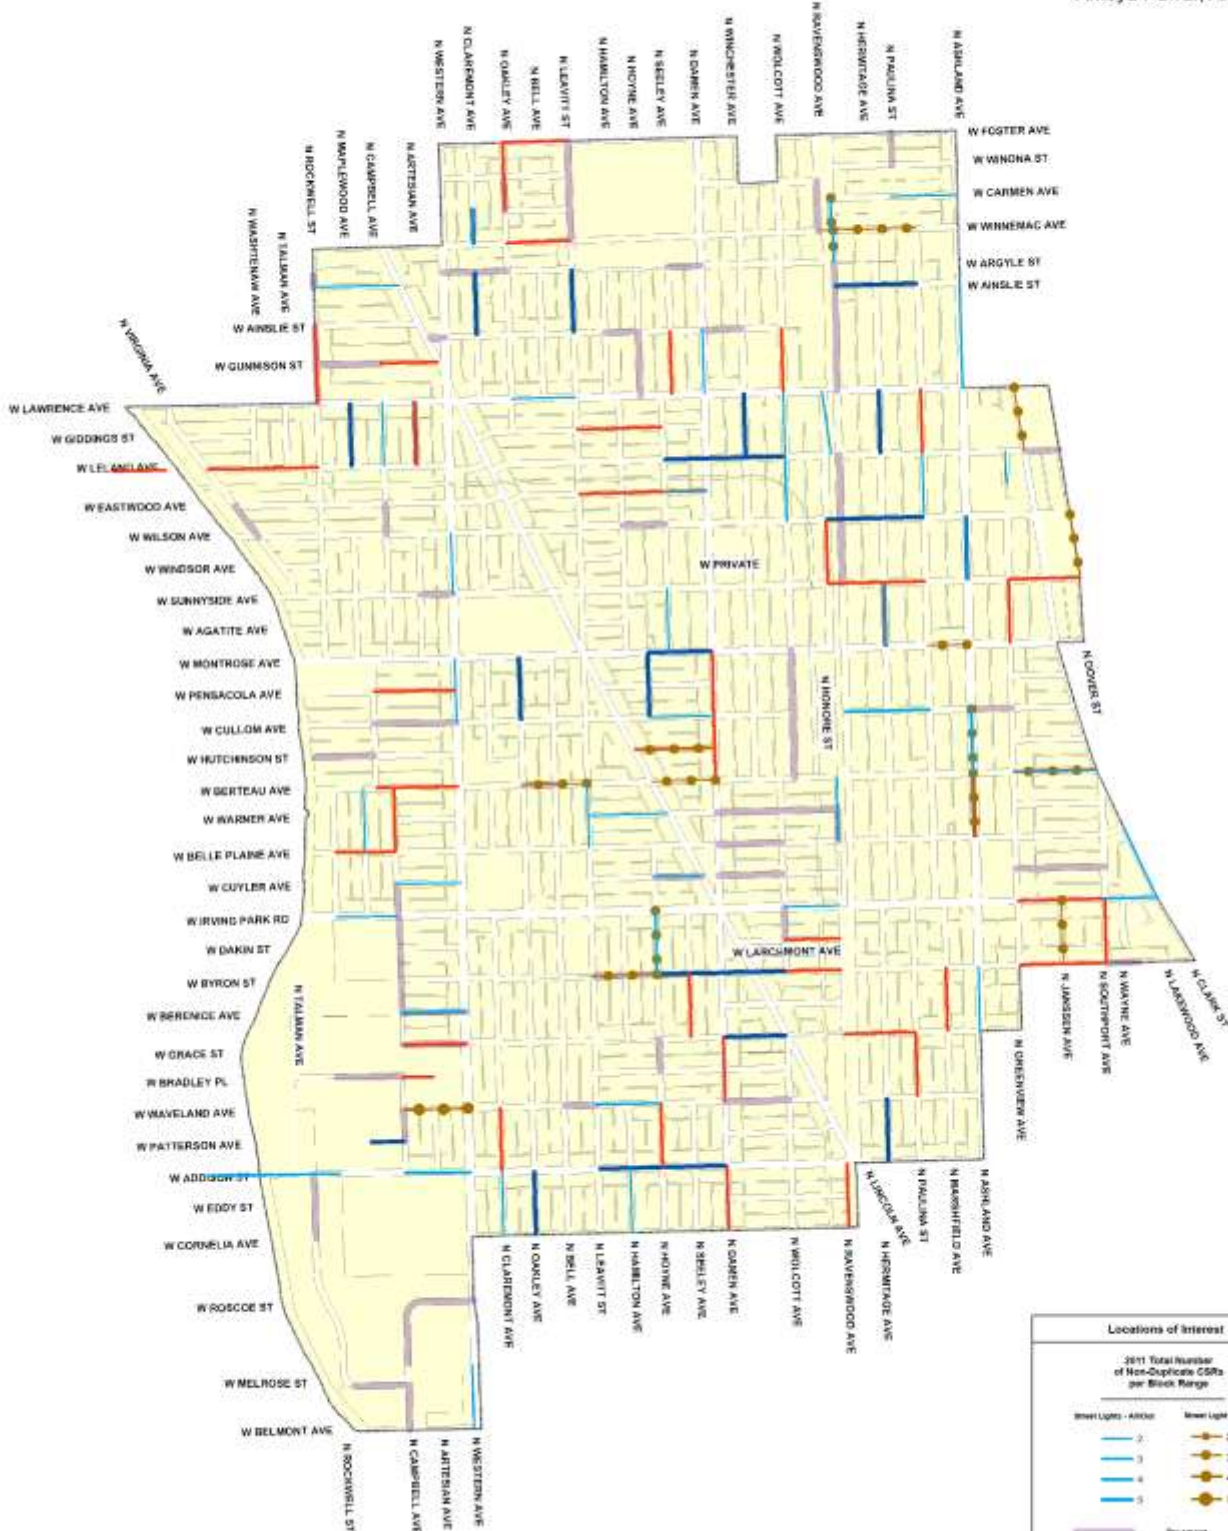 N WESTERN AVE
N CLAREMONT AVE
N OAKLEY AVE
N BELL AVE
N LEAVITT ST
N HAMILTON AVE
N HOYNE AVE
N SEELEY AVE
N DAMEN AVE
N WINCHESTER AVE
N WOLCOTT AVE
N RAVENSWOOD AVE
N HERMITAGE AVE
N PAULINA ST
N ASHLAND AVE
W FOSTER AVE
W WINONA ST
W CARMEN AVE
W WINNEMAC AVE
W ARGYLE ST
W AINSLIE ST
N ROCKWELL ST
N MAPLEWOOD AVE
N CAMPBELL AVE
N ARTESIAN AVE
N WASHTENAW AVE
N TALMAN AVE
N VIRGINIA AVE
W AINSLIE ST
W GUNNISON ST
W LAWRENCE AVE
W GIDDINGS ST
W LELAND AVE
W EASTWOOD AVE
W WILSON AVE
W WINDSOR AVE
W SUNNYSIDE AVE
W AGATITE AVE
W MONTROSE AVE
W PENSACOLA AVE
W CULLOM AVE
W HUTCHINSON ST
W BERTEAU AVE
W WARNER AVE
W BELLE PLAINE AVE
W CUYLER AVE
W IRVING PARK RD
W DAKIN ST
W BYRON ST
W BERENICE AVE
W GRACE ST
W BRADLEY PL
W WAVELAND AVE
W PATTERSON AVE
W ADDISON ST
W EDDY ST
W CORNELIA AVE
W ROSCOE ST
W MELROSE ST
W BELMONT AVE
W PRIVATE
N HONORE ST
N DOVER ST
W LARCHMONT AVE
N TALMAN AVE
N GREENVIEW AVE
N JANSSEN AVE
N SOUTHPORT AVE
N WAYNE AVE
N LAKEWOOD AVE
N CLARK ST
N CLAREMONT AVE
N OAKLEY AVE
N BELL AVE
N LEAVITT ST
N HAMILTON AVE
N HOYNE AVE
N SEELEY AVE
N DAMEN AVE
N WOLCOTT AVE
N RAVENSWOOD AVE
N HERMITAGE AVE
N LINCOLN AVE
N PAULINA ST
N MARSHFIELD AVE
N ASHLAND AVE
N ROCKWELL ST
N CAMPBELL AVE
N ARTESIAN AVE
N WESTERN AVE
Locations of Interest
2011 Total Number
of Non-Duplicate CSRs
per Block Range
Street Lights - All/Out
Street Light
2
3
4
5